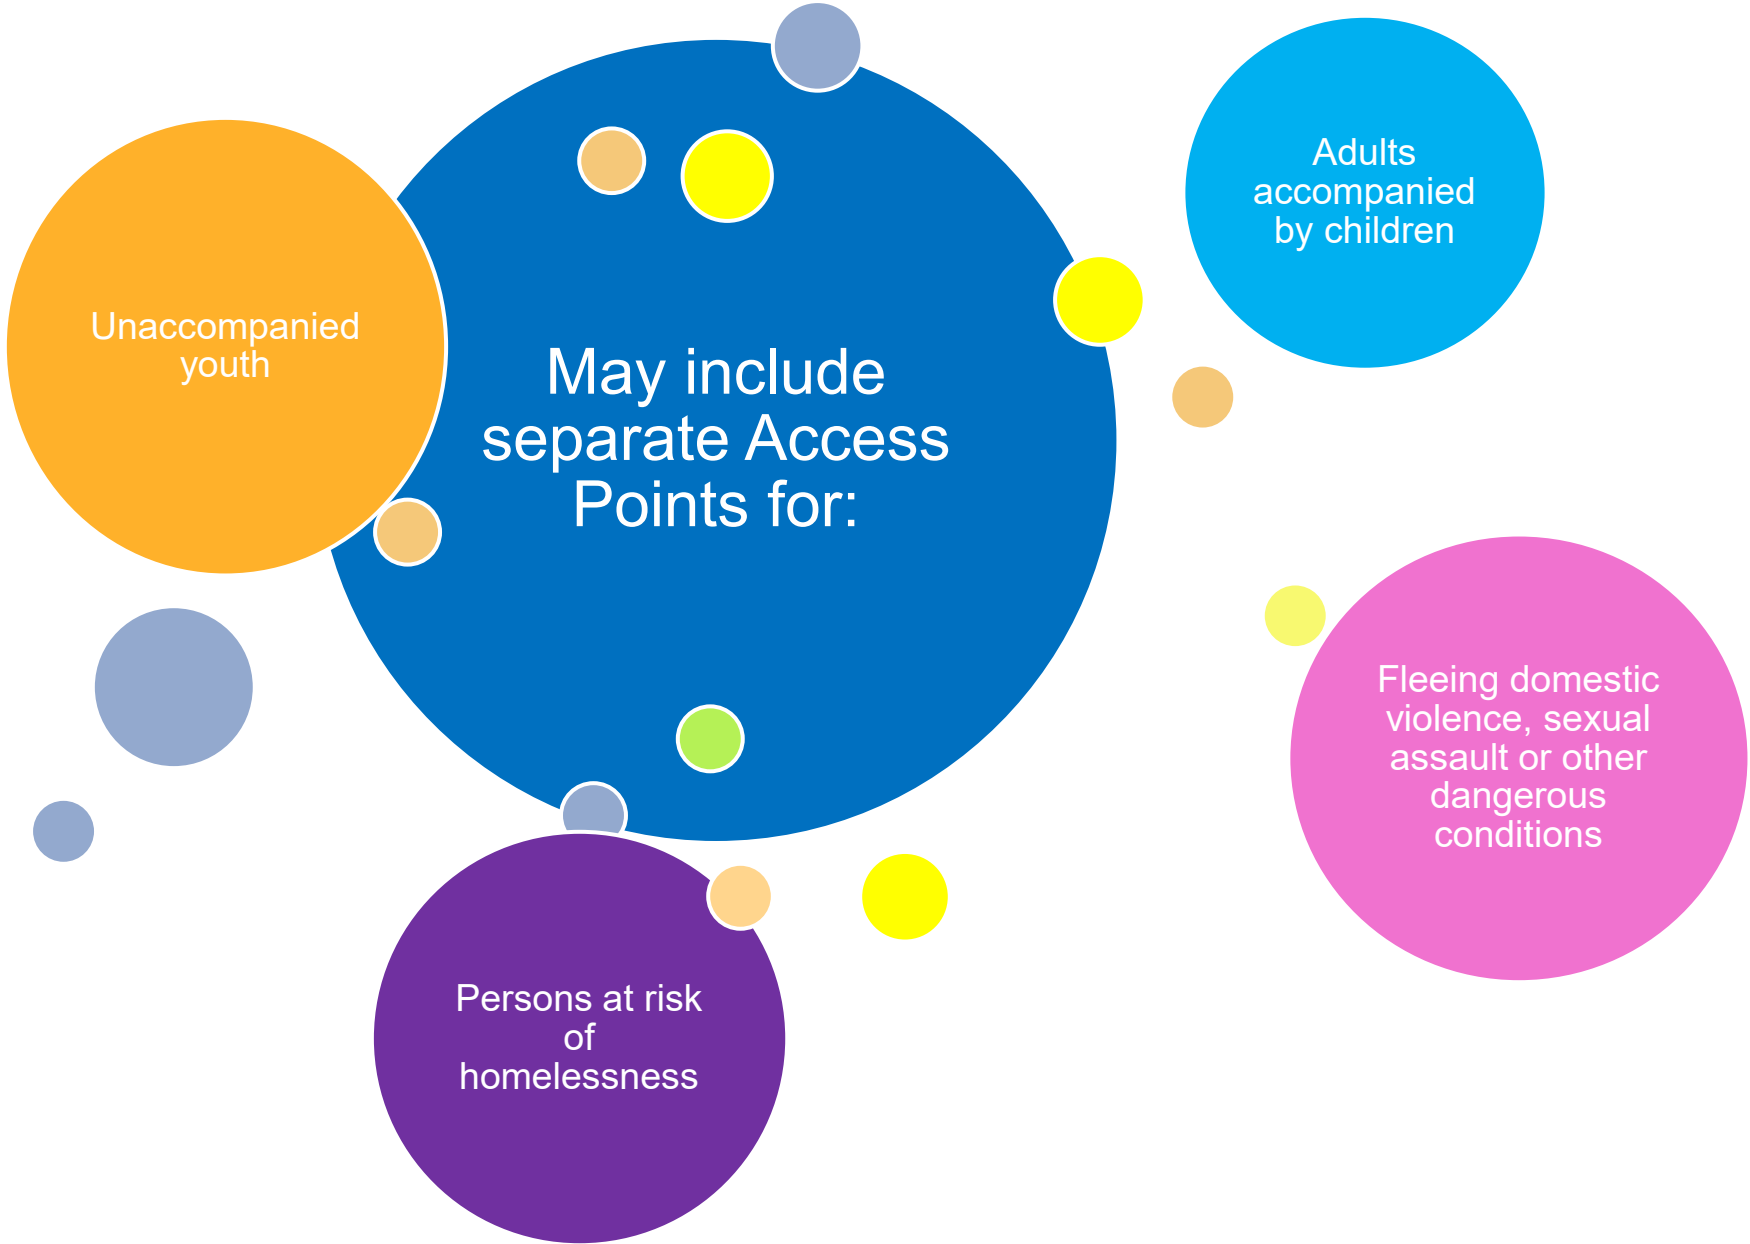 May include
separate Access
Points for:
Unaccompanied
youth
Adults
accompanied
by children
Fleeing domestic
violence, sexual
assault or other
dangerous
conditions
Persons at risk
of
homelessness